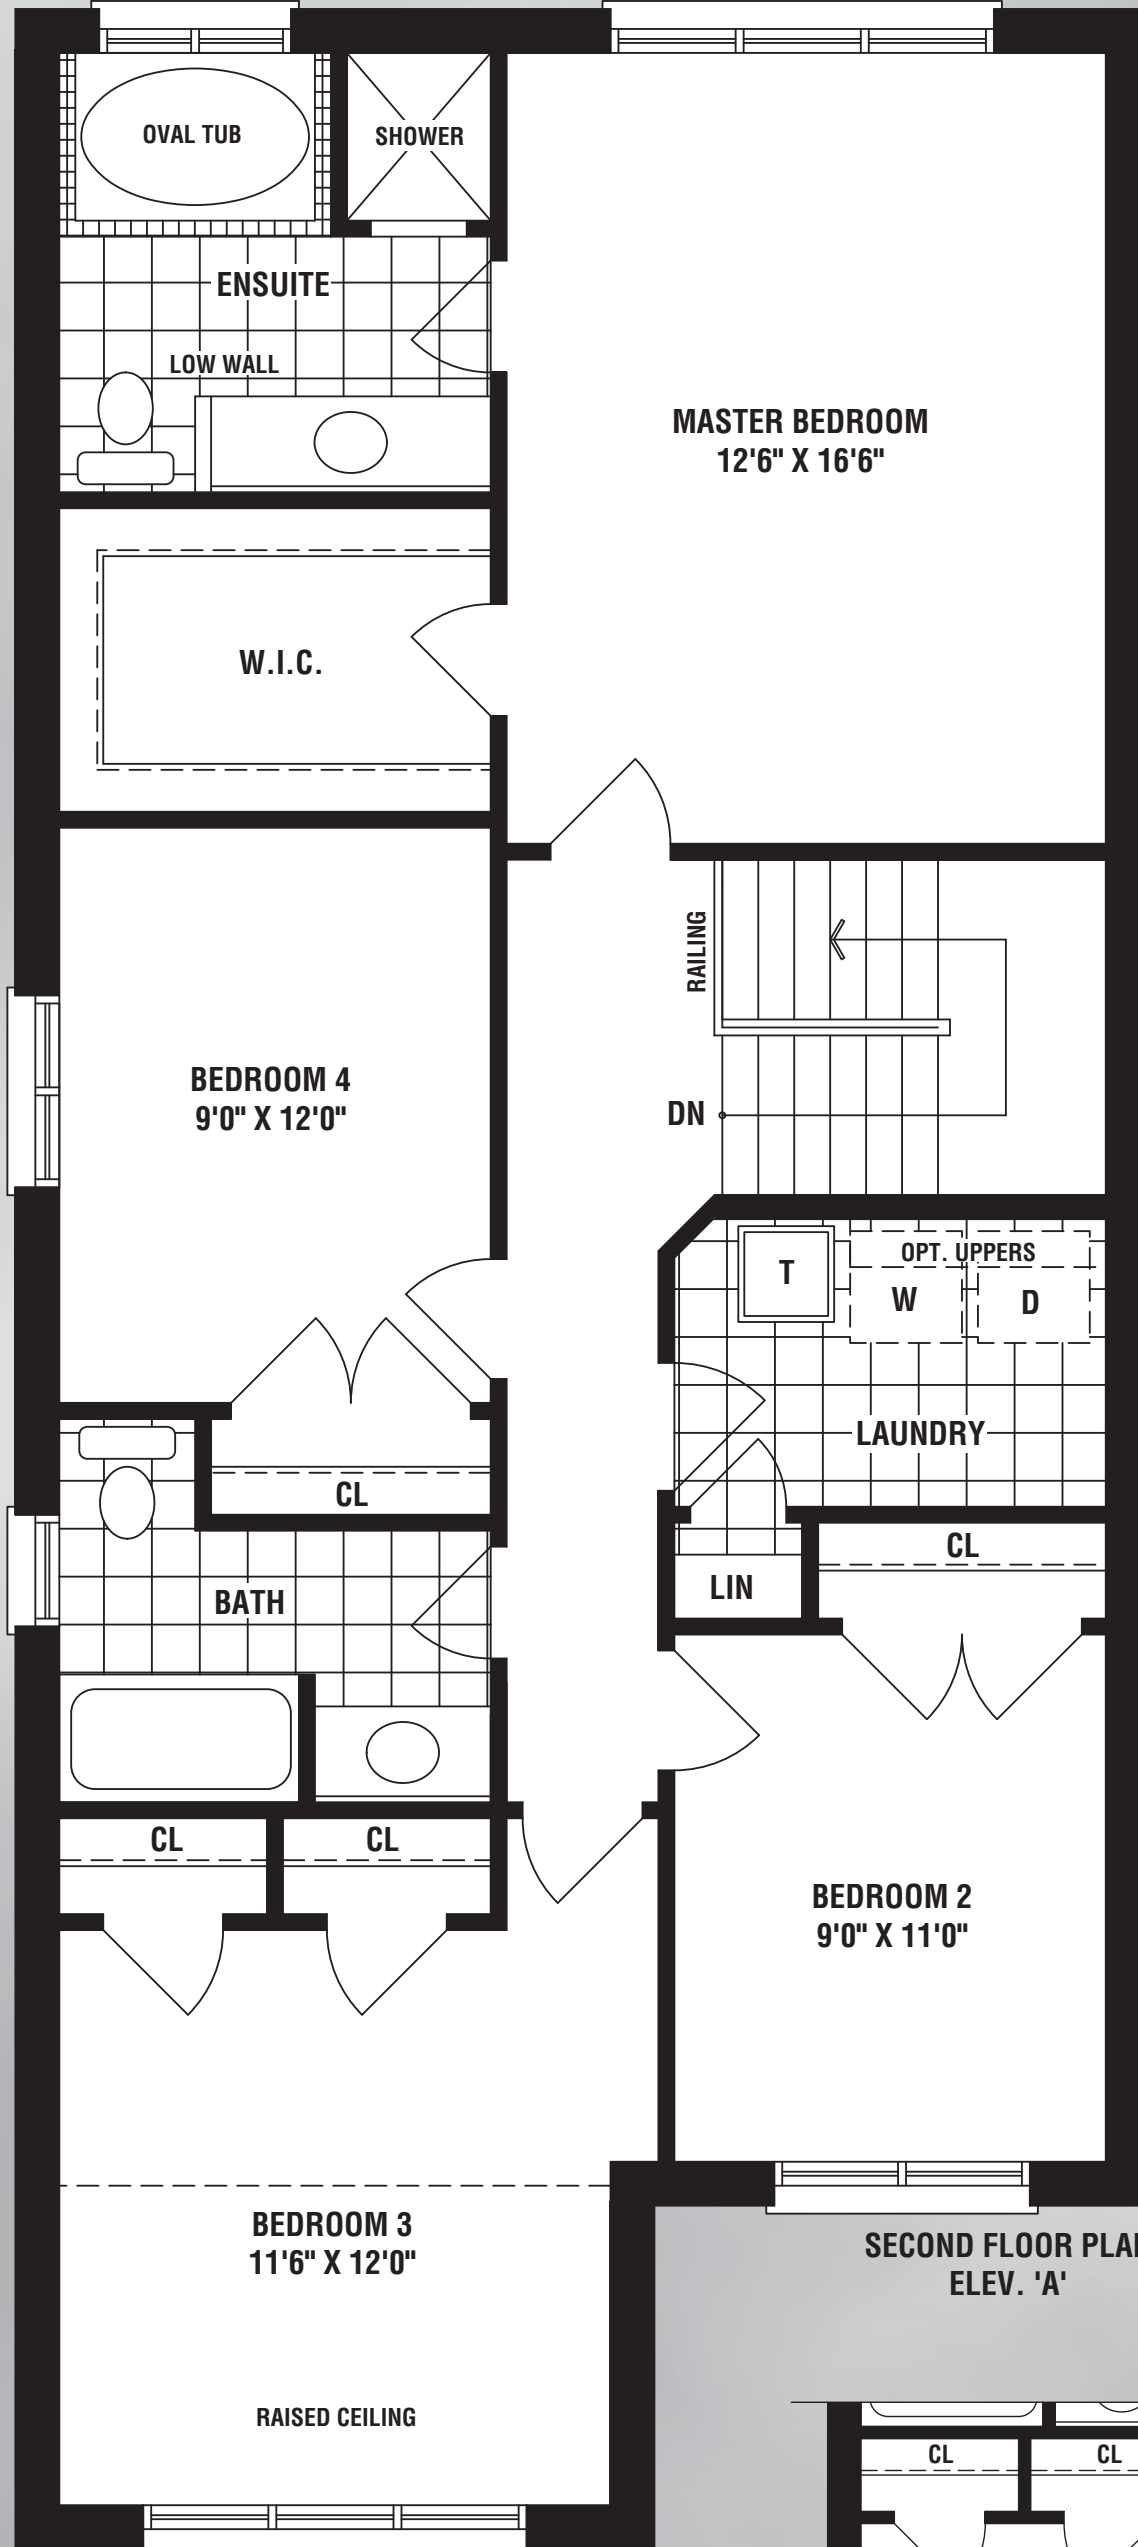 OVAL TUB
SHOWER
ENSUITE
LOW WALL
MASTER BEDROOM
12'6" X 16'6"
W.I.C.
RAILING
BEDROOM 4
9'0" X 12'0"
DN
OPT. UPPERS
T
W
D
LAUNDRY
CL
CL
LIN
BATH
CL
CL
BEDROOM 2
9'0" X 11'0"
BEDROOM 3
11'6" X 12'0"
SECOND FLOOR PLA
ELEV. 'A'
RAISED CEILING
CL
CL